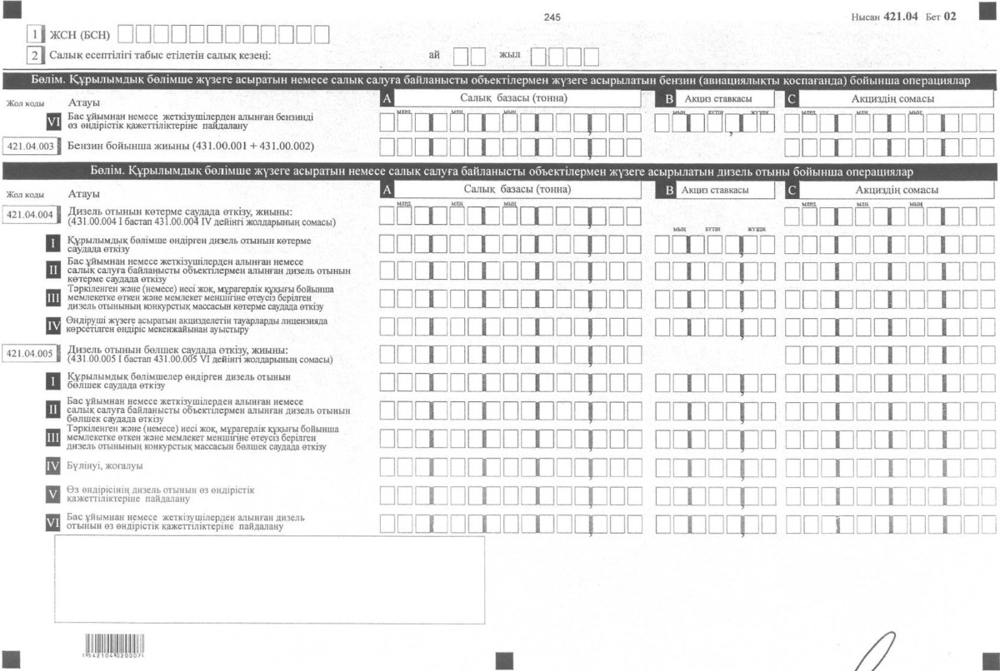 245
Нысан 421.04 Бет 02
1 ЖСН (БСН)
2 Салық есептілігі табыс етілетін салық кезеңі: ай жыл
Бөлім. Құрылымдық бөлімше жүзеге асыратын немесе салық салуға байланысты объектілермен жүзеге асырылатын бензин (авиациялықты қоспағанда) бойынша операциялар
Жол коды Атауы A Салық базасы (тонна) B Акциз ставкасы C Акциздің сомасы
млрд. млн. мың мың бүтін жүздік млрд. млн. мың
VI Бас ұйымнан немесе жеткізушілерден алынған бензинді
өз өндірістік қажеттіліктеріне пайдалану
421.04.003 Бензин бойынша жиыны (431.00.001 + 431.00.002)
Бөлім. Құрылымдық бөлімше жүзеге асыратын немесе салық салуға байланысты объектілермен жүзеге асырылатын дизель отыны бойынша операциялар
Жол коды Атауы A Салық базасы (тонна) B Акциз ставкасы C Акциздің сомасы
млрд. млн. мың млрд. млн. мың
421.04.004 Дизель отынын көтерме саудада өткізу, жиыны:
(431.00.004 I бастап 431.00.004 IV дейінгі жолдарының сомасы)
мың бүтін жүздік
I Құрылымдық бөлімше өндірген дизель отынын көтерме
саудада өткізу
II Бас ұйымнан немесе жеткізушілерден алынған немесе
салық салуға байланысты объектілермен алынған дизель отынын
көтерме саудада өткізу
III Тәркіленген және (немесе) иесі жоқ, мұрагерлік құқығы бойынша
мемлекетке өткен және мемлекет меншігіне өтеусіз берілген
дизель отынының конкурстық массасын көтерме саудада өткізу
IV Өндіруші жүзеге асыратын акцизделетін тауарларды лицензияда
көрсетілген өндіріс мекенжайынан ауыстыру
421.04.005 Дизель отынын бөлшек саудада өткізу, жиыны:
(431.00.005 I бастап 431.00.005 VI дейінгі жолдарының сомасы)
I Құрылымдық бөлімшелер өндірген дизель отынын
бөлшек саудада өткізу
II Бас ұйымнан немесе жеткізушілерден алынған немесе
салық салуға байланысты объектілермен алынған дизель отынын
бөлшек саудада өткізу
III Тәркіленген және (немесе) иесі жоқ, мұрагерлік құқығы бойынша
мемлекетке өткен және мемлекет меншігіне өтеусіз берілген
дизель отынының конкурстық массасын бөлшек саудада өткізу
IV Бүлінуі, жоғалуы
V Өз өндірісінің дизель отынын өз өндірістік
қажеттіліктеріне пайдалану
VI Бас ұйымнан немесе жеткізушілерден алынған дизель
отынын өз өндірістік қажеттіліктеріне пайдалану
1542104020007